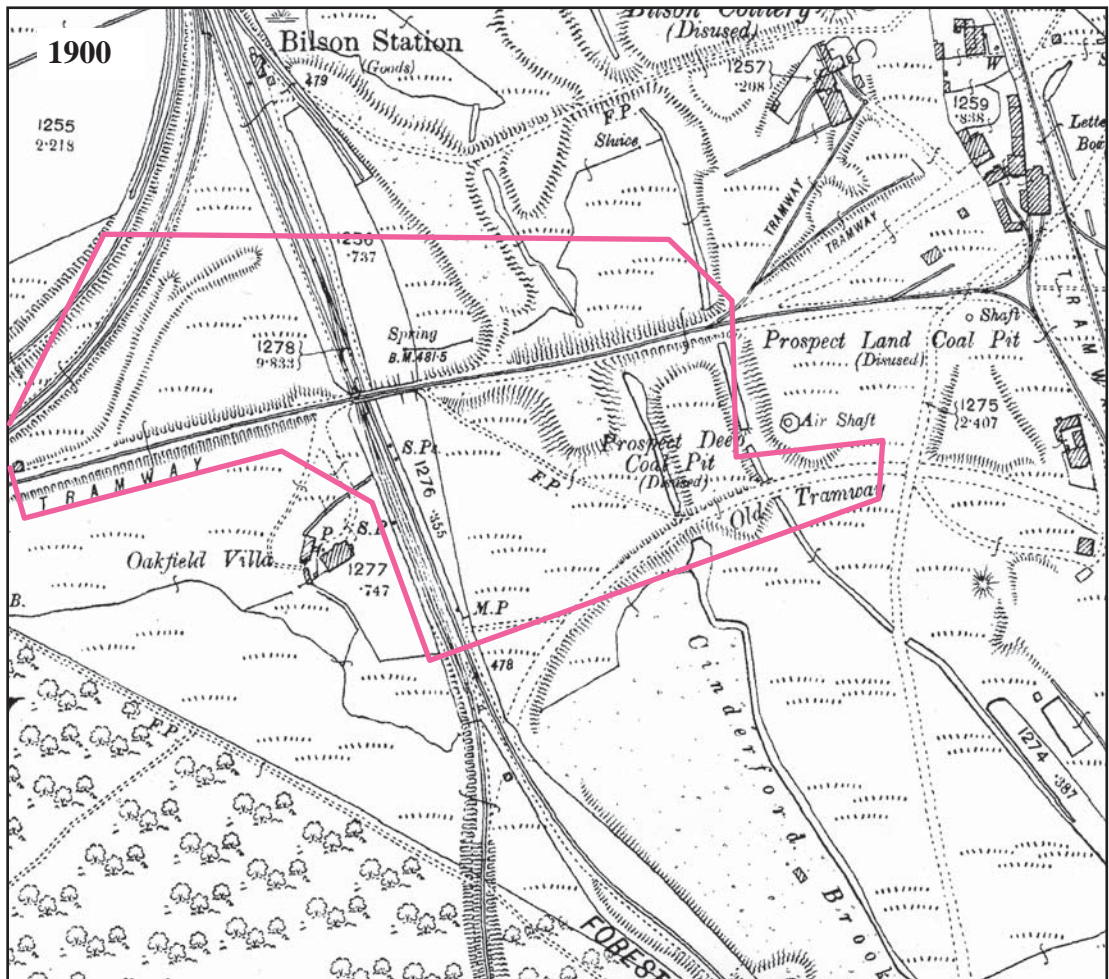 1900
Bilson Colliery
(Disused)
Bilson Station
(Goods)
479
1257
·208
W
1259
·838
1255
2·218
F.P.
Sluice
Letter
Box
TRAMWAY
TRAMWAY
1256
·737
Spring
B.M.481·5
1278
9·833
Shaft
Prospect Land Coal Pit
(Disused)
TRAMW
1275
2·407
Air Shaft
Prospect Deep
Coal Pit
(Disused)
S.P.
TRAMWAY
1276
·355
F.P.
Old Tramway
S.P.
P.
Oakfield Villa
1277
·747
B.
M.P
478
Cinderford Brook
F.P.
1274
·387
FOREST